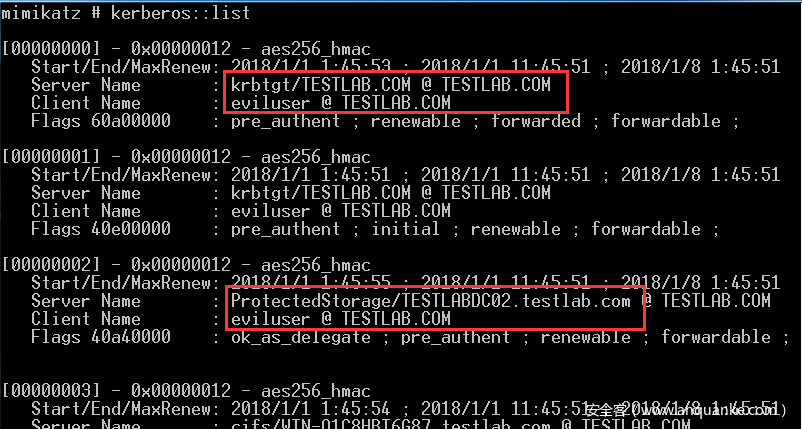 mimikatz # kerberos::list
[00000000] - 0x00000012 - aes256_hmac
Start/End/MaxRenew: 2018/1/1 1:45:53 ; 2018/1/1 11:45:51 ; 2018/1/8 1:45:51
Server Name : krbtgt/TESTLAB.COM @ TESTLAB.COM
Client Name : eviluser @ TESTLAB.COM
Flags 60a00000 : pre_authent ; renewable ; forwarded ; forwardable ;
[00000001] - 0x00000012 - aes256_hmac
Start/End/MaxRenew: 2018/1/1 1:45:51 ; 2018/1/1 11:45:51 ; 2018/1/8 1:45:51
Server Name : krbtgt/TESTLAB.COM @ TESTLAB.COM
Client Name : eviluser @ TESTLAB.COM
Flags 40e00000 : pre_authent ; initial ; renewable ; forwardable ;
[00000002] - 0x00000012 - aes256_hmac
Start/End/MaxRenew: 2018/1/1 1:45:55 ; 2018/1/1 11:45:51 ; 2018/1/8 1:45:51
Server Name : ProtectedStorage/TESTLABDC02.testlab.com @ TESTLAB.COM
Client Name : eviluser @ TESTLAB.COM
Flags 40a40000 : ok_as_delegate ; pre_authent ; renewable ; forwardable ;
[00000003] - 0x00000012 - aes256_hmac
Start/End/MaxRenew: 2018/1/1 1:45:54 ; 2018/1/1 11:45:51 ; 2018/1/8 1:45:51
安全客 ( www.anquanke.com )
Server Name : cifs/WIN-O1C8HBT6G87.testlab.com @ TESTLAB.COM